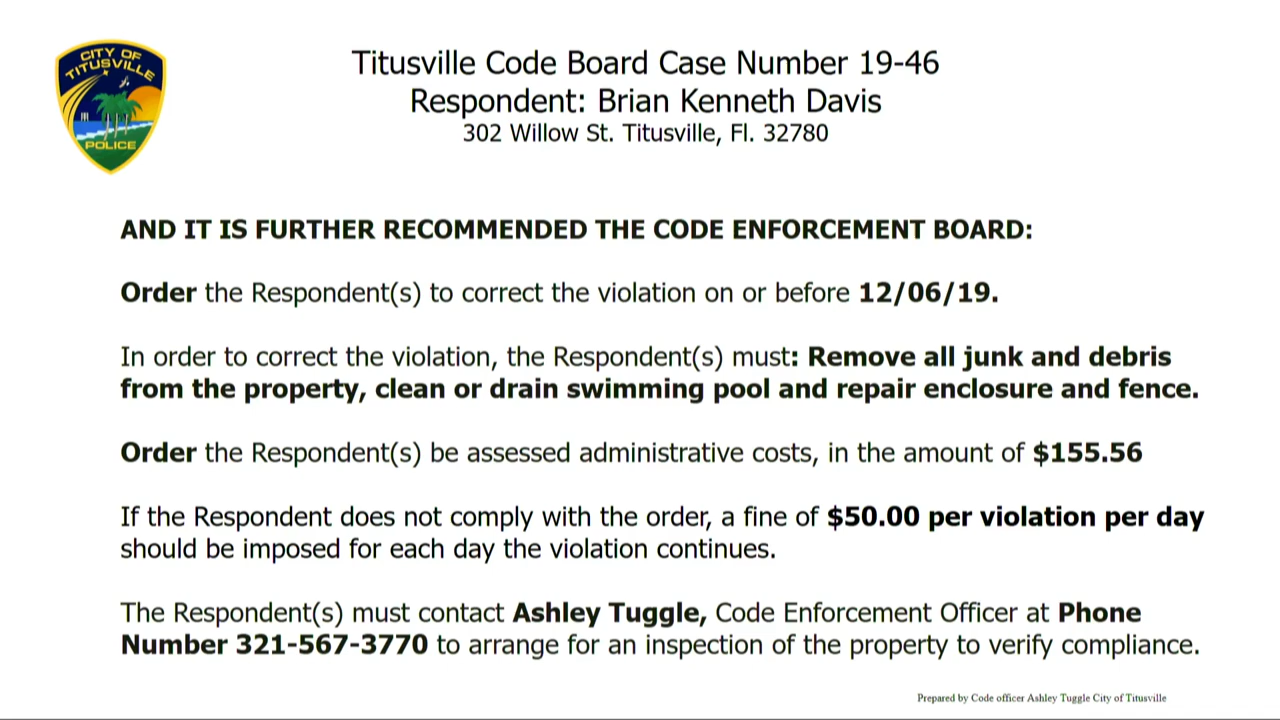 CITY OF
TITUSVILLE
POLICE
Titusville Code Board Case Number 19-46
Respondent: Brian Kenneth Davis
302 Willow St. Titusville, Fl. 32780
AND IT IS FURTHER RECOMMENDED THE CODE ENFORCEMENT BOARD:
Order the Respondent(s) to correct the violation on or before 12/06/19.
In order to correct the violation, the Respondent(s) must: Remove all junk and debris
from the property, clean or drain swimming pool and repair enclosure and fence.
Order the Respondent(s) be assessed administrative costs, in the amount of $155.56
If the Respondent does not comply with the order, a fine of $50.00 per violation per day
should be imposed for each day the violation continues.
The Respondent(s) must contact Ashley Tuggle, Code Enforcement Officer at Phone
Number 321-567-3770 to arrange for an inspection of the property to verify compliance.
Prepared by Code officer Ashley Tuggle City of Titusville